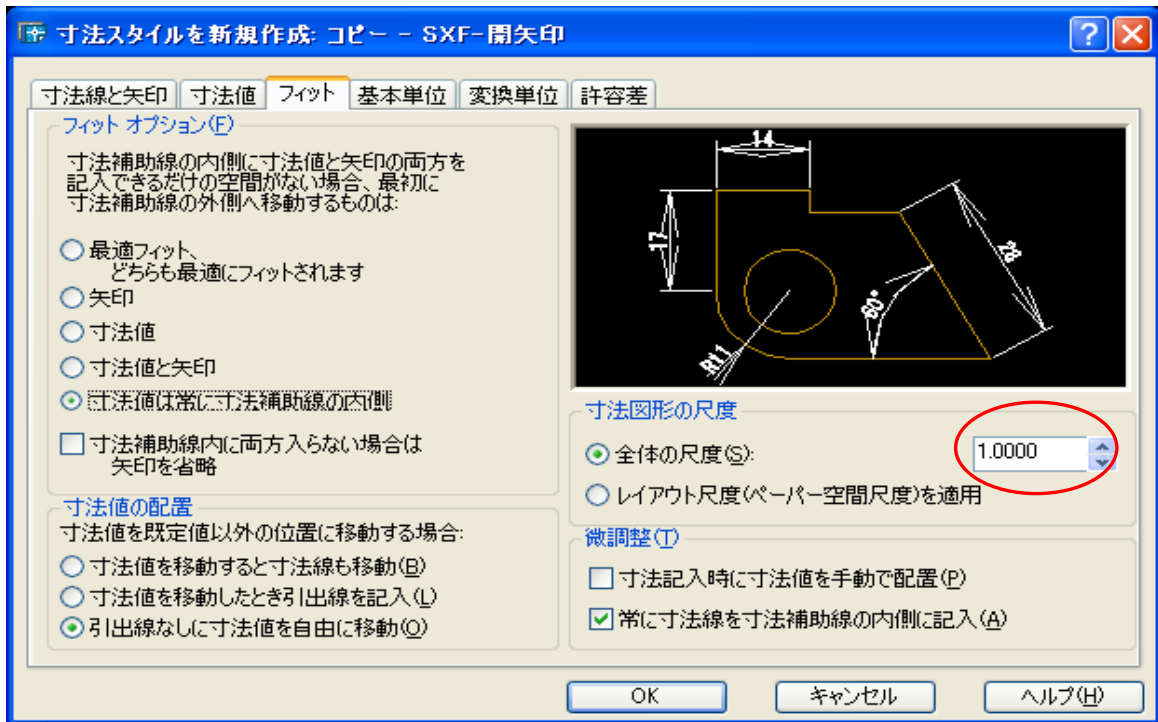 寸法スタイルを新規作成: コピー - SXF-開矢印
寸法線と矢印 寸法値 フィット 基本単位 変換単位 許容差
フィット オプション(F)
寸法補助線の内側に寸法値と矢印の両方を
記入できるだけの空間がない場合、最初に
寸法補助線の外側へ移動するものは:
最適フィット、
どちらも最適にフィットされます
矢印
寸法値
寸法値と矢印
寸法値は常に寸法補助線の内側
寸法補助線内に両方入らない場合は
矢印を省略
寸法値の配置
寸法値を既定値以外の位置に移動する場合:
寸法値を移動すると寸法線も移動(B)
寸法値を移動したとき引出線を記入(L)
引出線なしに寸法値を自由に移動(O)
14
17
28
60°
R11
寸法図形の尺度
全体の尺度(S): 1.0000
レイアウト尺度(ペーパー空間尺度)を適用
微調整(T)
寸法記入時に寸法値を手動で配置(P)
常に寸法線を寸法補助線の内側に記入(A)
OK キャンセル ヘルプ(H)